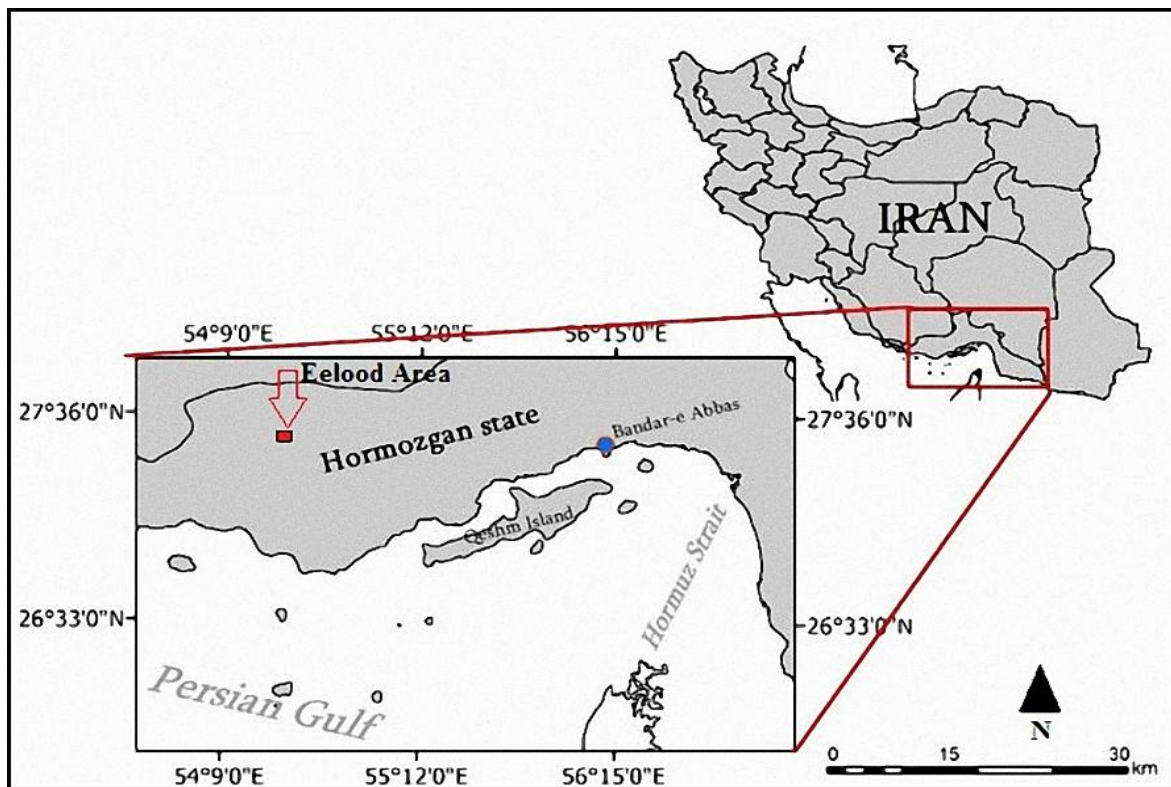 IRAN
54°9'0"E 55°12'0"E 56°15'0"E
Eelood Area
27°36'0"N
27°36'0"N
Bandar-e Abbas
Hormozgan state
Qeshm Island
Hormuz Strait
26°33'0"N
26°33'0"N
Persian Gulf
N
0 15 30
km
54°9'0"E 55°12'0"E 56°15'0"E